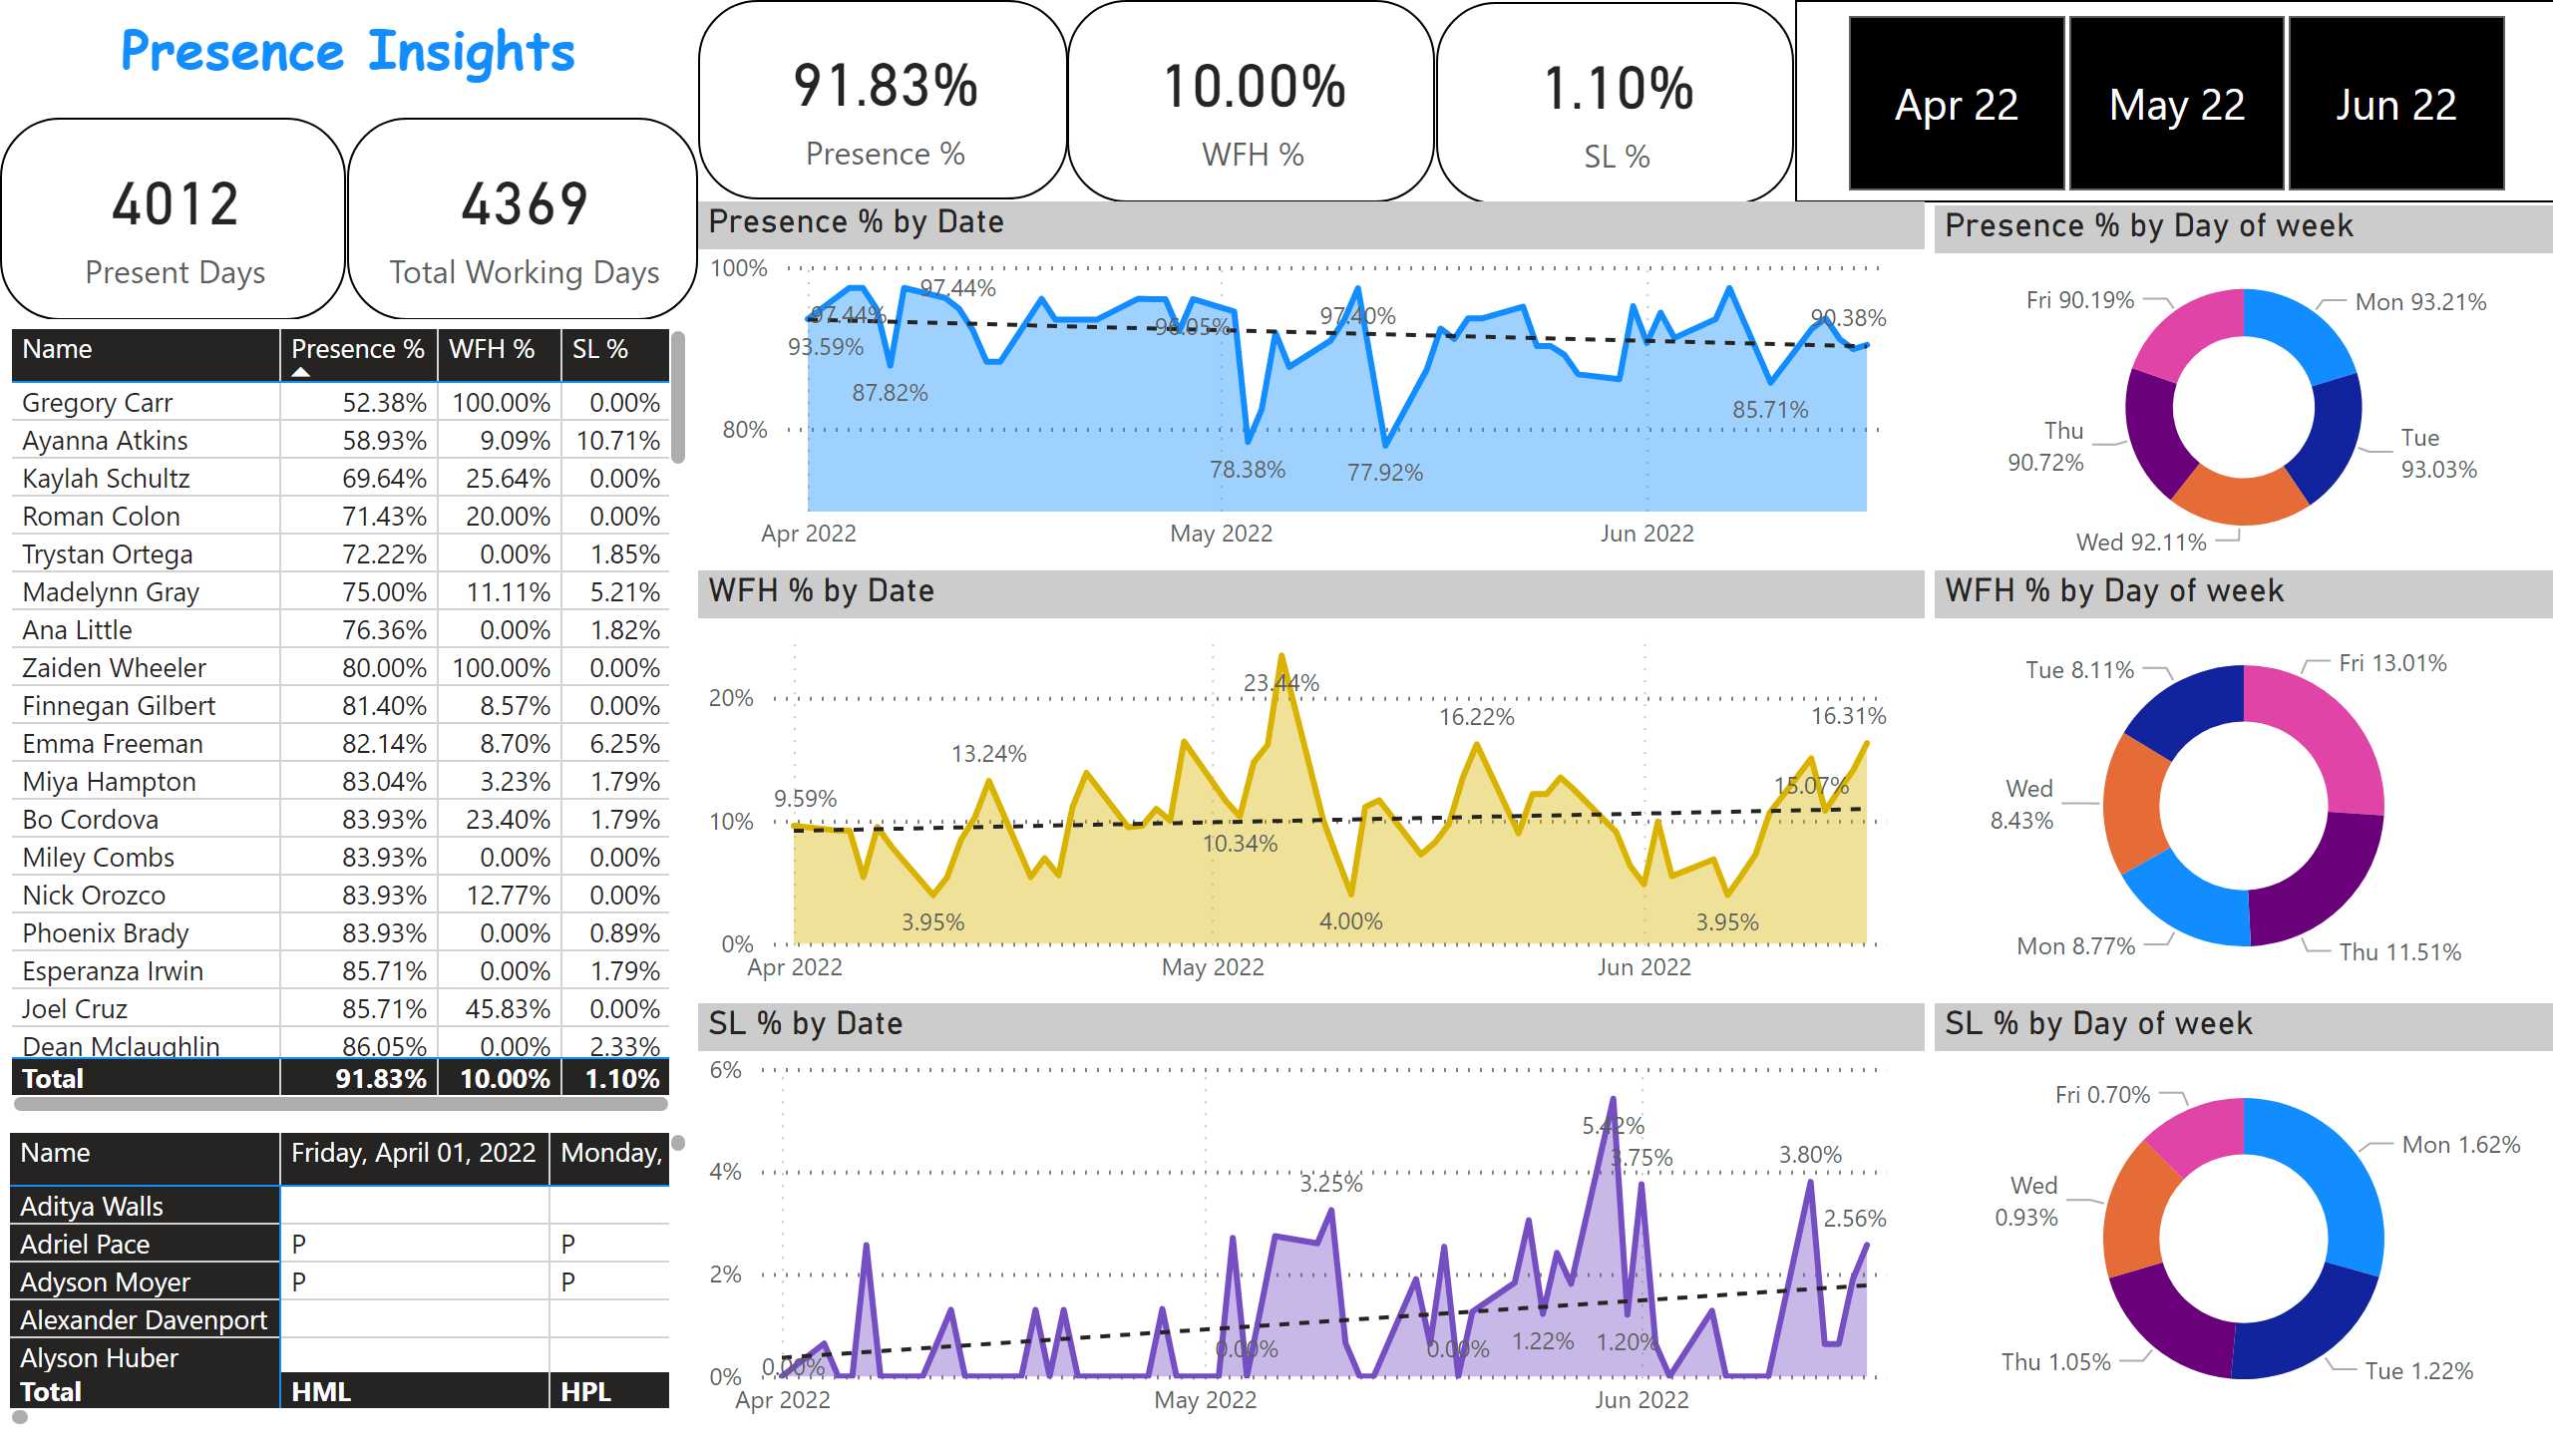 Presence Insights
4012
Present Days
4369
Total Working Days
91.83%
Presence %
10.00%
WFH %
1.10%
SL %
Apr 22 May 22 Jun 22
Name Presence % WFH % SL %
Gregory Carr 52.38% 100.00% 0.00%
Ayanna Atkins 58.93% 9.09% 10.71%
Kaylah Schultz 69.64% 25.64% 0.00%
Roman Colon 71.43% 20.00% 0.00%
Trystan Ortega 72.22% 0.00% 1.85%
Madelynn Gray 75.00% 11.11% 5.21%
Ana Little 76.36% 0.00% 1.82%
Zaiden Wheeler 80.00% 100.00% 0.00%
Finnegan Gilbert 81.40% 8.57% 0.00%
Emma Freeman 82.14% 8.70% 6.25%
Miya Hampton 83.04% 3.23% 1.79%
Bo Cordova 83.93% 23.40% 1.79%
Miley Combs 83.93% 0.00% 0.00%
Nick Orozco 83.93% 12.77% 0.00%
Phoenix Brady 83.93% 0.00% 0.89%
Esperanza Irwin 85.71% 0.00% 1.79%
Joel Cruz 85.71% 45.83% 0.00%
Dean Mclaughlin 86.05% 0.00% 2.33%
Total 91.83% 10.00% 1.10%
Name Friday, April 01, 2022 Monday,
Aditya Walls
Adriel Pace P P
Adyson Moyer P P
Alexander Davenport
Alyson Huber
Total HML HPL
Presence % by Date
100%
80%
97.44%
93.59%
87.82%
97.44%
96.05%
78.38%
97.40%
77.92%
85.71%
90.38%
Apr 2022 May 2022 Jun 2022
Presence % by Day of week
Fri 90.19%
Mon 93.21%
Thu
90.72%
Tue
93.03%
Wed 92.11%
WFH % by Date
20%
10%
0%
9.59%
3.95%
13.24%
10.34%
23.44%
4.00%
16.22%
3.95%
15.07%
16.31%
Apr 2022 May 2022 Jun 2022
WFH % by Day of week
Tue 8.11%
Fri 13.01%
Wed
8.43%
Mon 8.77%
Thu 11.51%
SL % by Date
6%
4%
2%
0%
0.00%
0.00%
3.25%
0.00%
1.22%
5.42%
1.20%
3.75%
3.80%
2.56%
Apr 2022 May 2022 Jun 2022
SL % by Day of week
Fri 0.70%
Mon 1.62%
Wed
0.93%
Thu 1.05%
Tue 1.22%